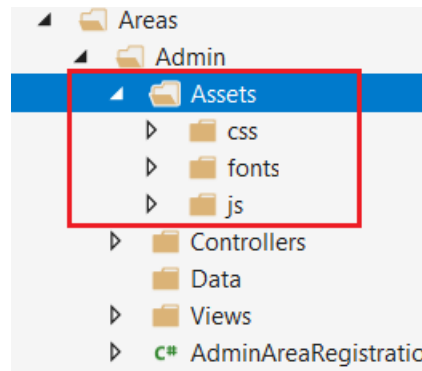 Areas
Admin
Assets
css
fonts
js
Controllers
Data
Views
C# AdminAreaRegistratio